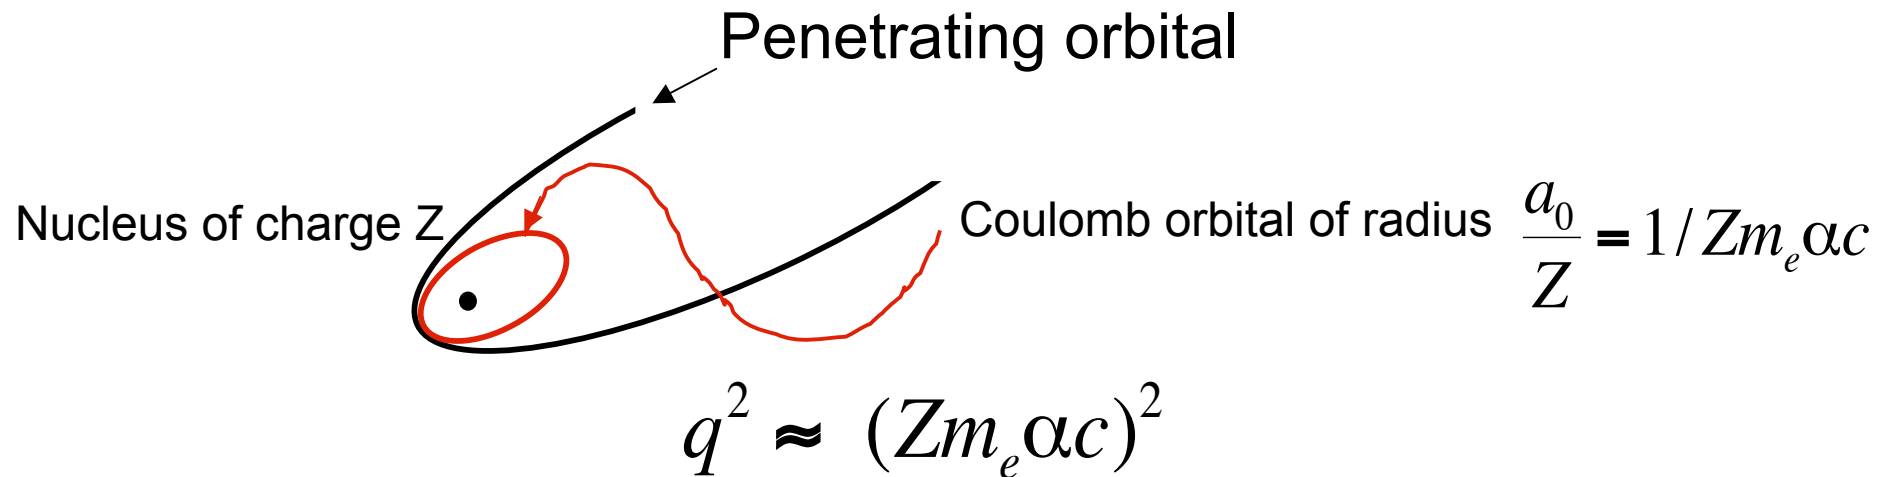 Penetrating orbital
Nucleus of charge Z
Coulomb orbital of radius a₀/Z = 1/Zmₑαc
q² ≈ (Zmₑαc)²